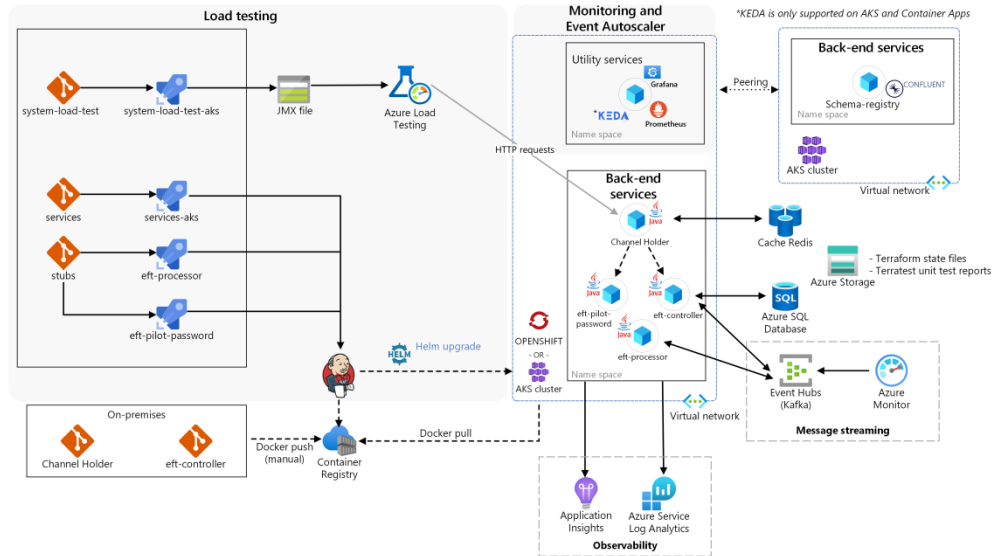 Load testing
Monitoring and
Event Autoscaler
*KEDA is only supported on AKS and Container Apps
system-load-test
system-load-test-aks
JMX file
Azure Load
Testing
HTTP requests
Utility services
Grafana
*KEDA
Prometheus
Name space
Peering
Back-end services
Schema-registry
CONFLUENT
Name space
AKS cluster
Virtual network
services
services-aks
stubs
eft-processor
eft-pilot-password
Back-end
services
Java
Channel Holder
Java
eft-pilot-
password
Java
eft-controller
Java
eft-processor
Name space
Cache Redis
Azure Storage
- Terraform state files
- Terratest unit test reports
SQL
Azure SQL
Database
OPENSHIFT
- OR -
AKS cluster
Virtual network
HELM
Helm upgrade
Event Hubs
(Kafka)
Azure
Monitor
Message streaming
On-premises
Channel Holder
eft-controller
Docker push
(manual)
Container
Registry
Docker pull
Application
Insights
Azure Service
Log Analytics
Observability